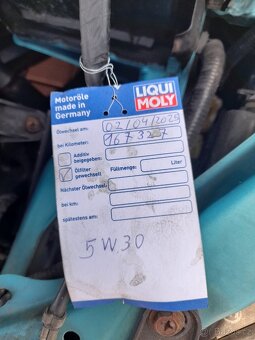 Motoröle
made in
Germany
LIQUI
MOLY
Ölwechsel am: 02/04/2025
bei Kilometer: 167327
Additiv
beigegeben:
Ölfilter
gewechselt
Füllmenge: Liter
Nächster Ölwechsel
bei km:
spätestens am:
5W30